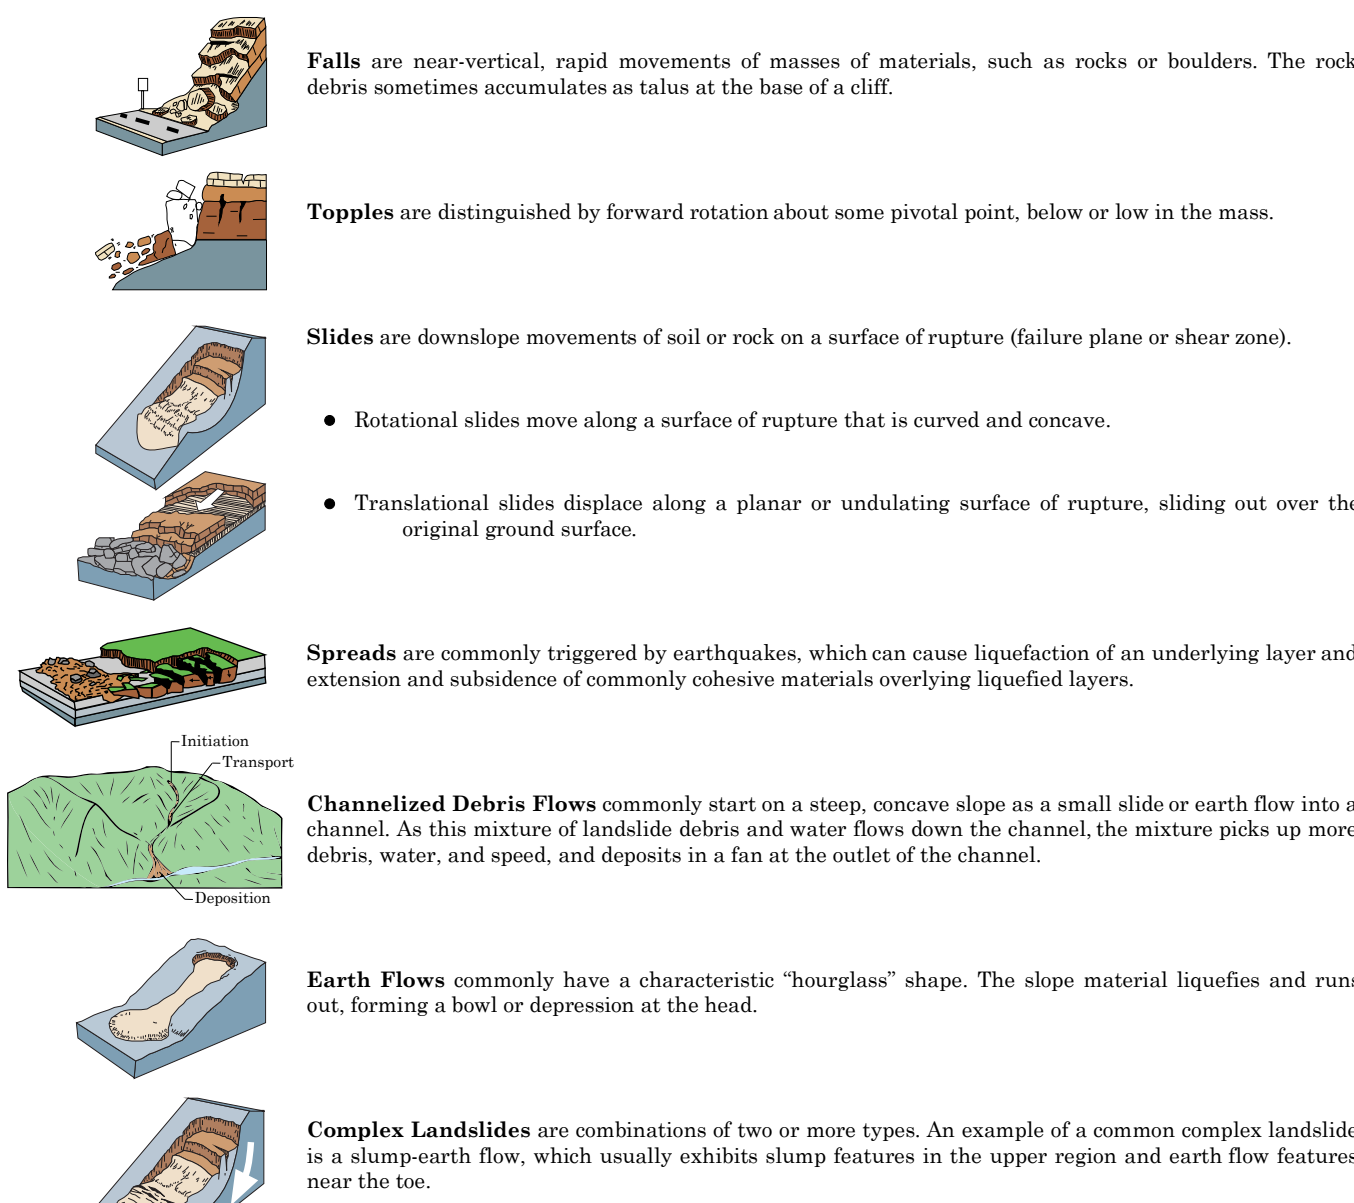 Falls are near-vertical, rapid movements of masses of materials, such as rocks or boulders. The rock
debris sometimes accumulates as talus at the base of a cliff.
Topples are distinguished by forward rotation about some pivotal point, below or low in the mass.
Slides are downslope movements of soil or rock on a surface of rupture (failure plane or shear zone).
● Rotational slides move along a surface of rupture that is curved and concave.
● Translational slides displace along a planar or undulating surface of rupture, sliding out over the
original ground surface.
Spreads are commonly triggered by earthquakes, which can cause liquefaction of an underlying layer and
extension and subsidence of commonly cohesive materials overlying liquefied layers.
Initiation
Transport
Deposition
Channelized Debris Flows commonly start on a steep, concave slope as a small slide or earth flow into a
channel. As this mixture of landslide debris and water flows down the channel, the mixture picks up more
debris, water, and speed, and deposits in a fan at the outlet of the channel.
Earth Flows commonly have a characteristic “hourglass” shape. The slope material liquefies and runs
out, forming a bowl or depression at the head.
Complex Landslides are combinations of two or more types. An example of a common complex landslide
is a slump-earth flow, which usually exhibits slump features in the upper region and earth flow features
near the toe.